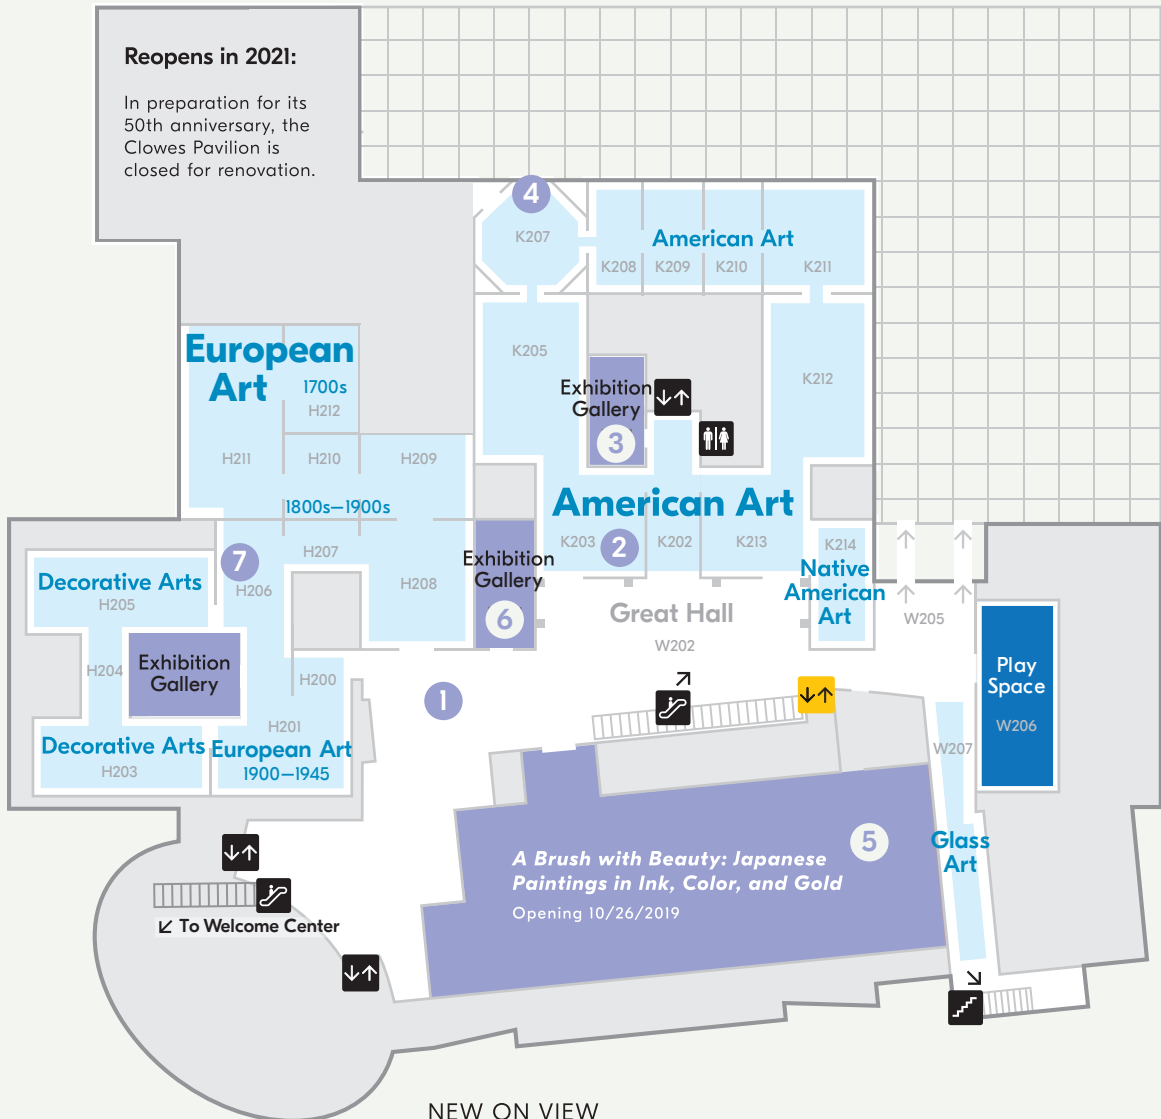 Reopens in 2021:
In preparation for its
50th anniversary, the
Clowes Pavilion is
closed for renovation.
4
K207
American Art
K208
K209
K210
K211
European
Art
1700s
H212
H211
H210
H209
1800s–1900s
K205
Exhibition
Gallery
3
K212
American Art
K203
2
K202
K213
K214
Native
American
Art
7
H207
H206
H208
Exhibition
Gallery
6
Great Hall
W202
W205
Decorative Arts
H205
H204
Exhibition
Gallery
H200
H201
Decorative Arts
H203
European Art
1900–1945
1
Play
Space
W206
W207
Glass
Art
A Brush with Beauty: Japanese
Paintings in Ink, Color, and Gold
Opening 10/26/2019
5
To Welcome Center
NEW ON VIEW